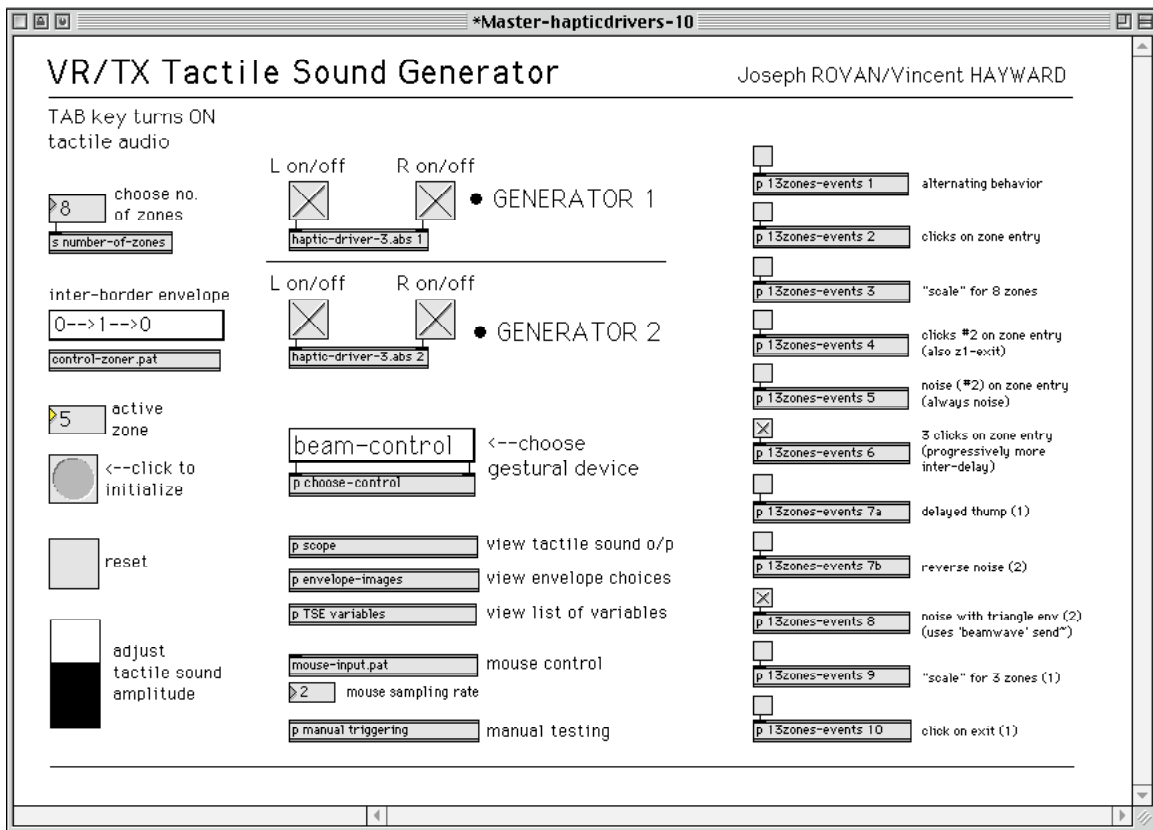 *Master-hapticdrivers-10
VR/TX Tactile Sound Generator
Joseph ROVAN/Vincent HAYWARD
TAB key turns ON
tactile audio
8
choose no.
of zones
s number-of-zones
inter-border envelope
0-->1-->0
control-zoner.pat
5
active
zone
<--click to
initialize
reset
adjust
tactile sound
amplitude
L on/off
R on/off
● GENERATOR 1
haptic-driver-3.abs 1
L on/off
R on/off
● GENERATOR 2
haptic-driver-3.abs 2
beam-control
<--choose
gestural device
p choose-control
p scope
view tactile sound o/p
p envelope-images
view envelope choices
p TSE variables
view list of variables
mouse-input.pat
mouse control
2
mouse sampling rate
p manual triggering
manual testing
p 13zones-events 1
alternating behavior
p 13zones-events 2
clicks on zone entry
p 13zones-events 3
"scale" for 8 zones
p 13zones-events 4
clicks #2 on zone entry
(also z1-exit)
p 13zones-events 5
noise (#2) on zone entry
(always noise)
p 13zones-events 6
3 clicks on zone entry
(progressively more
inter-delay)
p 13zones-events 7a
delayed thump (1)
p 13zones-events 7b
reverse noise (2)
p 13zones-events 8
noise with triangle env (2)
(uses 'beamwave' send~)
p 13zones-events 9
"scale" for 3 zones (1)
p 13zones-events 10
click on exit (1)